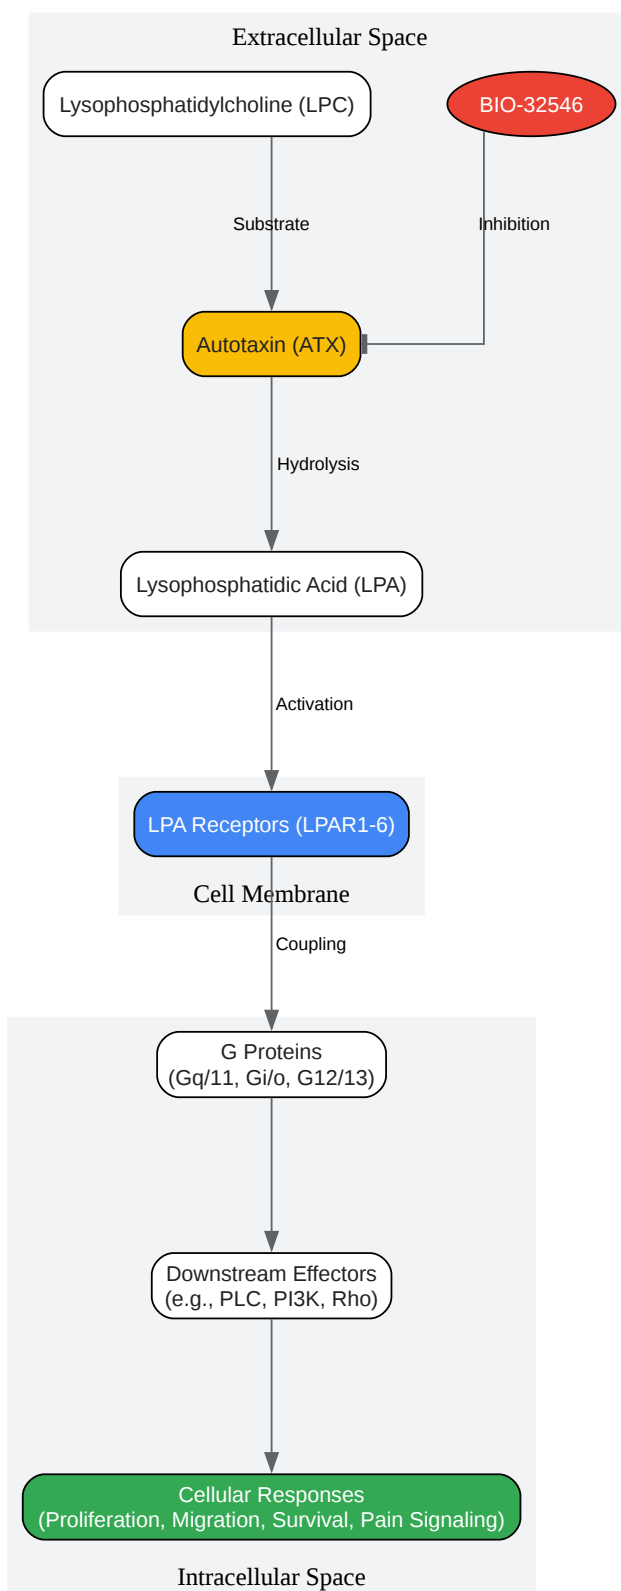 Extracellular Space
Lysophosphatidylcholine (LPC)
BIO-32546
Substrate
Inhibition
Autotaxin (ATX)
Hydrolysis
Lysophosphatidic Acid (LPA)
Activation
LPA Receptors (LPAR1-6)
Cell Membrane
Coupling
G Proteins
(Gq/11, Gi/o, G12/13)
Downstream Effectors
(e.g., PLC, PI3K, Rho)
Cellular Responses
(Proliferation, Migration, Survival, Pain Signaling)
Intracellular Space